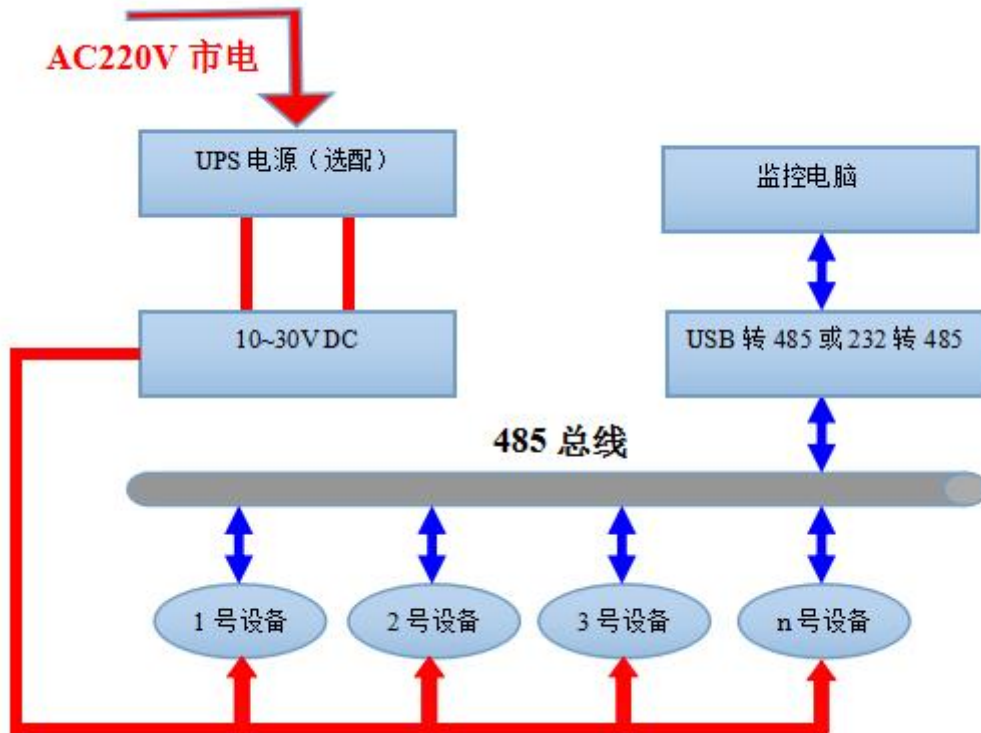 AC220V 市电
UPS 电源（选配）
监控电脑
10~30V DC
USB 转 485 或 232 转 485
485 总线
1 号设备
2 号设备
3 号设备
n 号设备